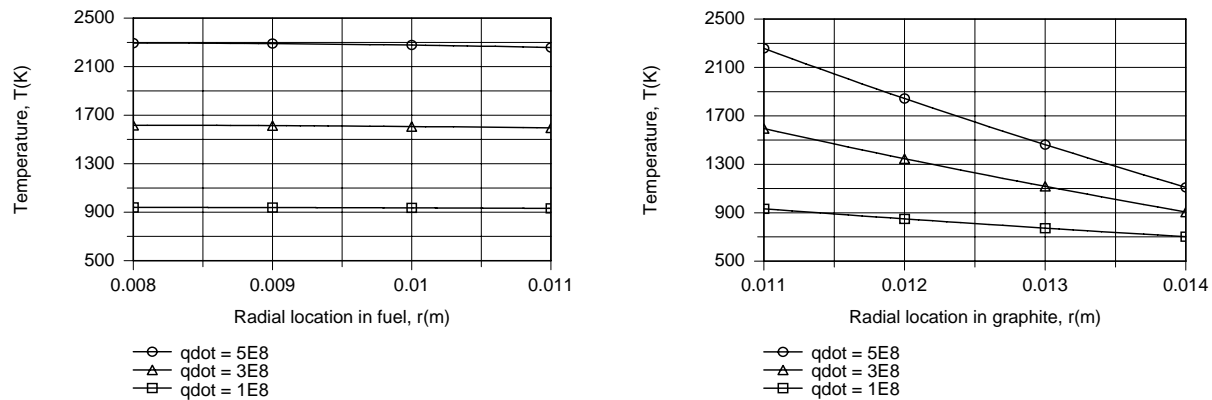 Temperature, T(K)
2500
2100
1700
1300
900
500
0.008 0.009 0.01 0.011
Radial location in fuel, r(m)
qdot = 5E8
qdot = 3E8
qdot = 1E8
Temperature, T(K)
2500
2100
1700
1300
900
500
0.011 0.012 0.013 0.014
Radial location in graphite, r(m)
qdot = 5E8
qdot = 3E8
qdot = 1E8